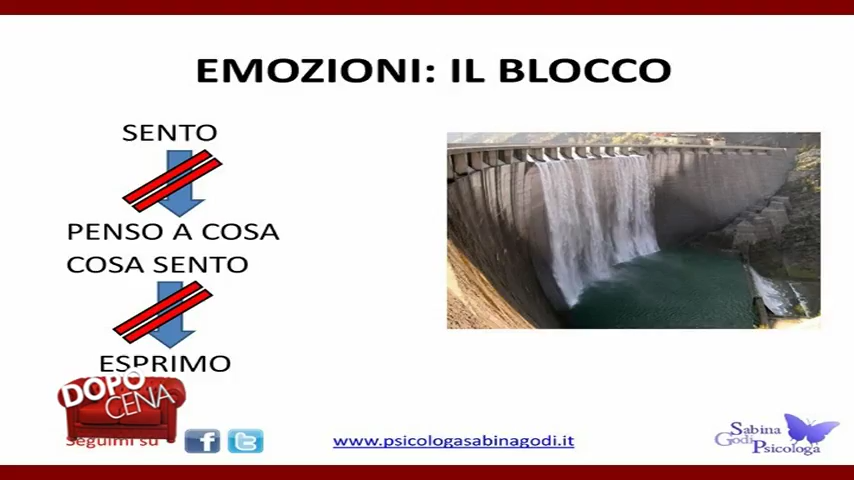 EMOZIONI: IL BLOCCO
SENTO
PENSO A COSA
COSA SENTO
ESPRIMO
DOPO
CENA
Seguimi su
www.psicologasabinagodi.it
Sabina
Godi Psicologa